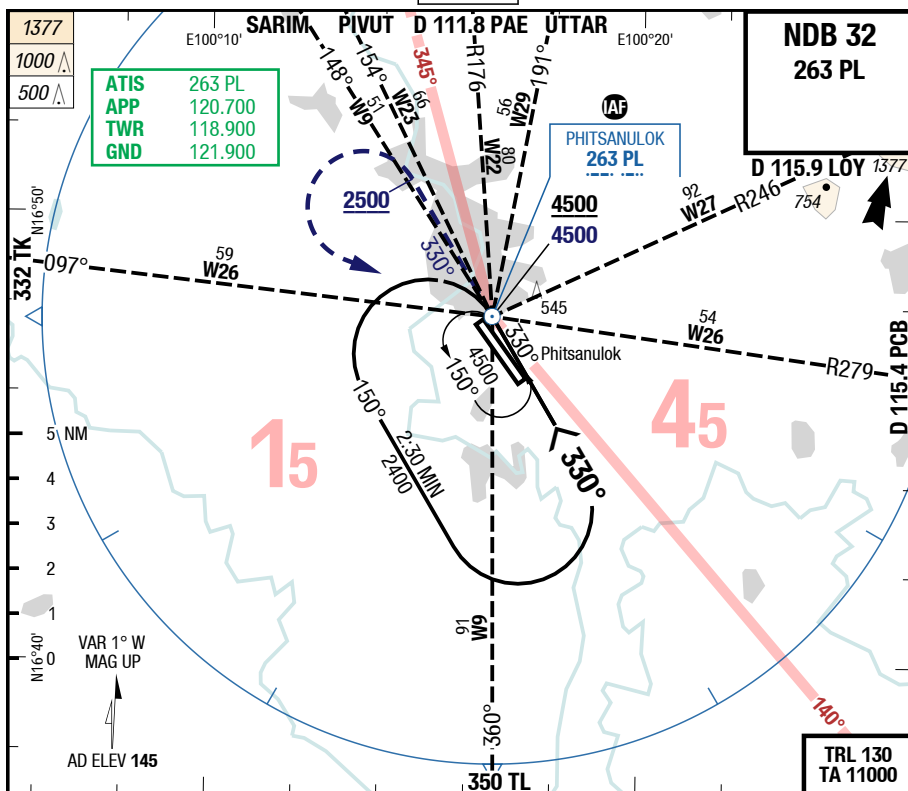 1377
1000
500
E100°10'
SARIM
PIVUT
D 111.8 PAE
UTTAR
E100°20'
NDB 32
263 PL
ATIS 263 PL
APP 120.700
TWR 118.900
GND 121.900
148°
51
W9
154°
66
W23
345°
R176
80
W22
191°
56
W29
IAF
PHITSANULOK
263 PL
D 115.9 LOY
1377
754
92
W27
R246
N16°50'
2500
4500
4500
330°
332 TK
097°
59
W26
545
54
W26
R279
D 115.4 PCB
330°
Phitsanulok
4500
150°
150°
2:30 MIN
2400
15
45
330°
5 NM
4
3
2
1
0
N16°40'
VAR 1° W
MAG UP
AD ELEV 145
91
W9
360°
350 TL
140°
TRL 130
TA 11000